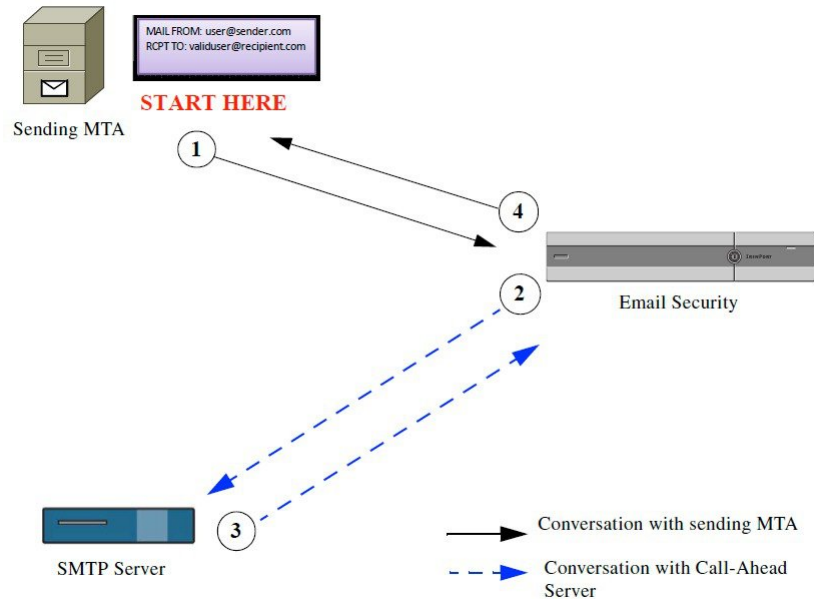 MAIL FROM: user@sender.com
RCPT TO: validuser@recipient.com
START HERE
Sending MTA
1
4
2
Email Security
3
SMTP Server
Conversation with sending MTA
Conversation with Call-Ahead
Server